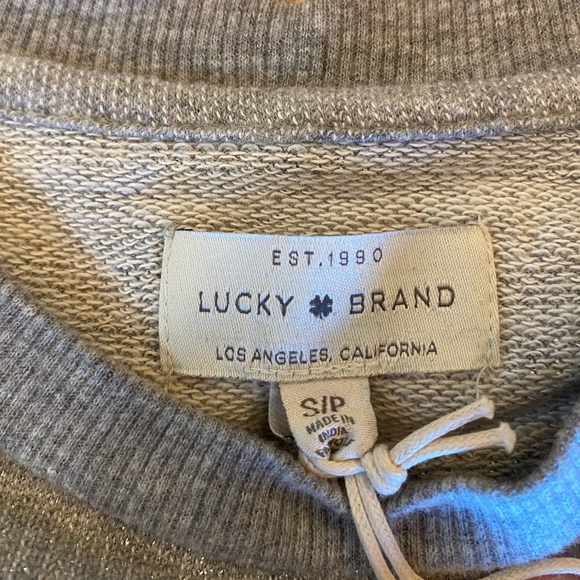 EST. 1990
LUCKY BRAND
LOS ANGELES, CALIFORNIA
S/P
MADE IN
INDIA